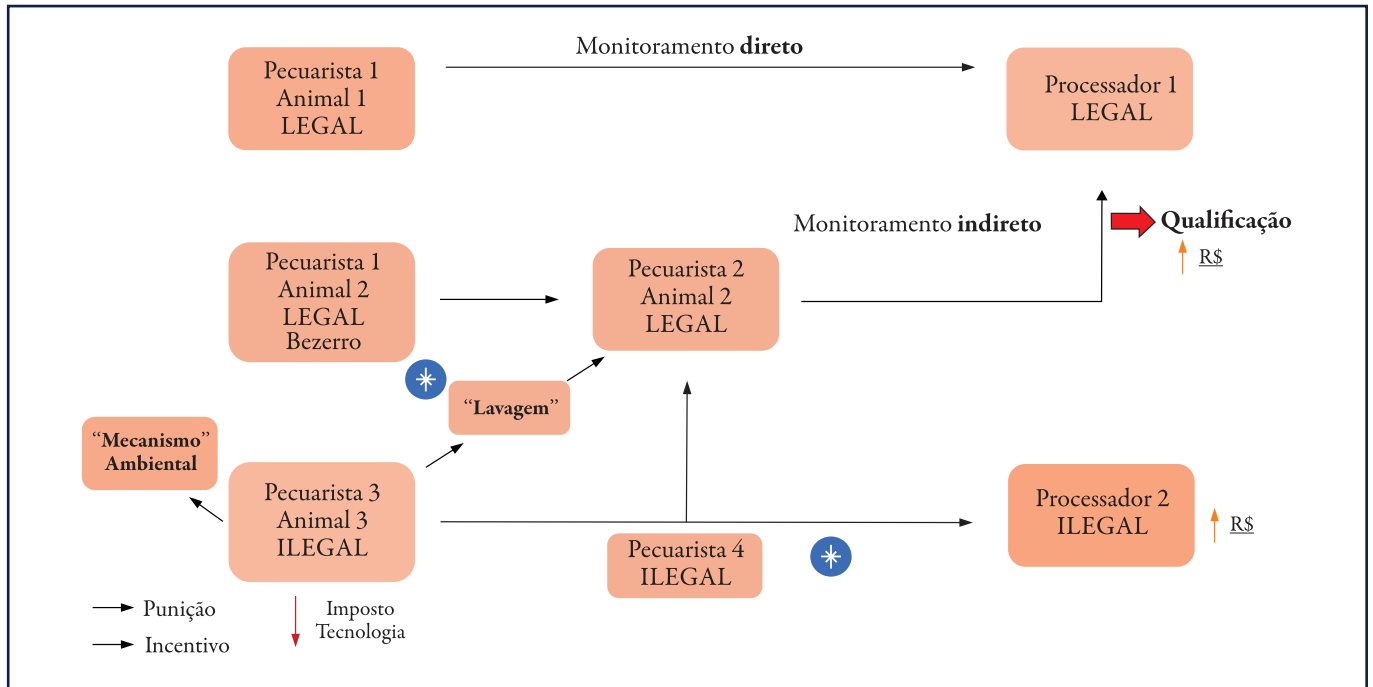 Monitoramento direto
Pecuarista 1
Animal 1
LEGAL
Processador 1
LEGAL
Monitoramento indireto
Qualificação
R$
Pecuarista 1
Animal 2
LEGAL
Bezerro
Pecuarista 2
Animal 2
LEGAL
“Lavagem”
“Mecanismo”
Ambiental
Pecuarista 3
Animal 3
ILEGAL
Pecuarista 4
ILEGAL
Processador 2
ILEGAL
R$
Punição
Incentivo
Imposto
Tecnologia